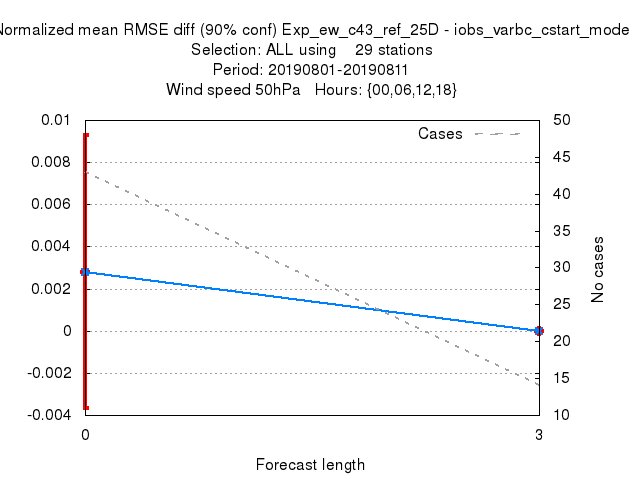 Normalized mean RMSE diff (90% conf) Exp_ew_c43_ref_25D - iobs_varbc_cstart_mode
Selection: ALL using 29 stations
Period: 20190801-20190811
Wind speed 50hPa Hours: {00,06,12,18}
0.01
0.008
0.006
0.004
0.002
0
-0.002
-0.004
Cases
50
45
40
35
30
25
20
15
10
No cases
0
3
Forecast length